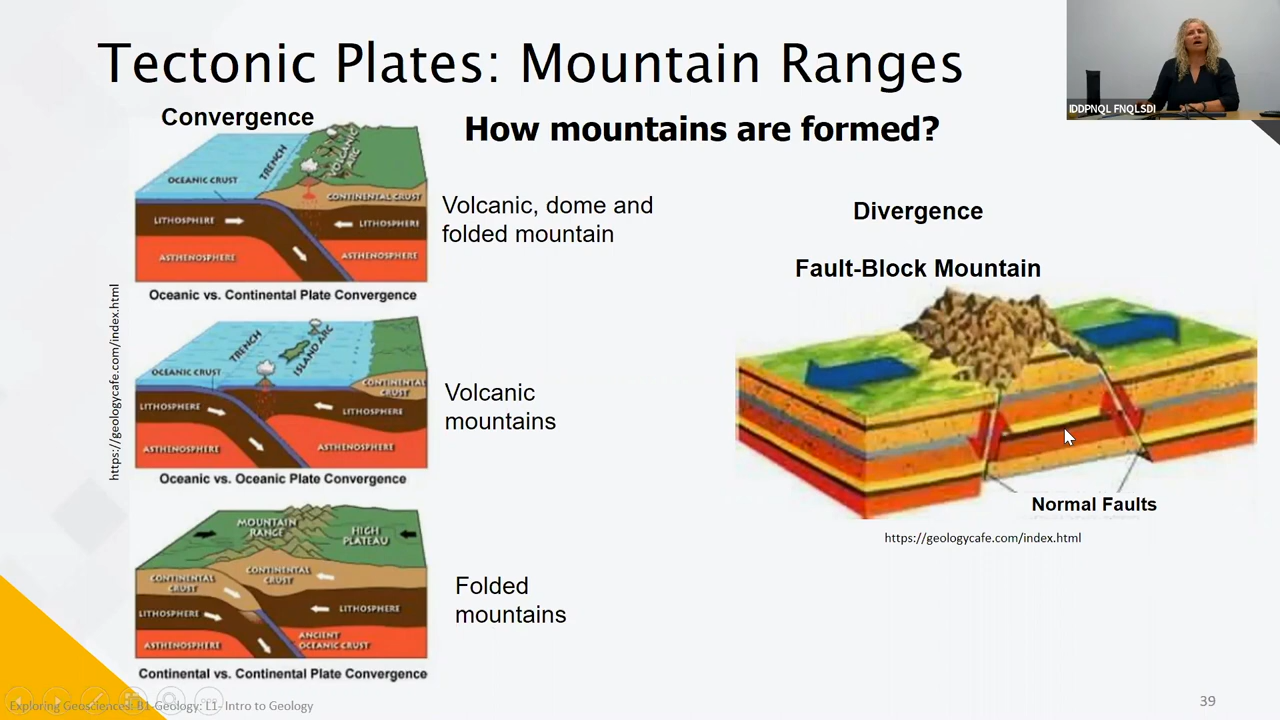 Tectonic Plates: Mountain Ranges
IDDPNQL FNQLSDI
Convergence
How mountains are formed?
TRENCH
VOLCANIC ARC
OCEANIC CRUST
CONTINENTAL CRUST
LITHOSPHERE
LITHOSPHERE
ASTHENOSPHERE
ASTHENOSPHERE
Oceanic vs. Continental Plate Convergence
Volcanic, dome and
folded mountain
https://geologycafe.com/index.html
TRENCH
ISLAND ARC
OCEANIC CRUST
CONTINENTAL
CRUST
LITHOSPHERE
LITHOSPHERE
ASTHENOSPHERE
ASTHENOSPHERE
Oceanic vs. Oceanic Plate Convergence
Volcanic
mountains
MOUNTAIN
RANGE
HIGH
PLATEAU
CONTINENTAL
CRUST
CONTINENTAL
CRUST
LITHOSPHERE
LITHOSPHERE
ASTHENOSPHERE
ANCIENT
OCEANIC CRUST
Continental vs. Continental Plate Convergence
Folded
mountains
Divergence
Fault-Block Mountain
Normal Faults
https://geologycafe.com/index.html
Exploring Geosciences: B1-Geology: L1- Intro to Geology
39